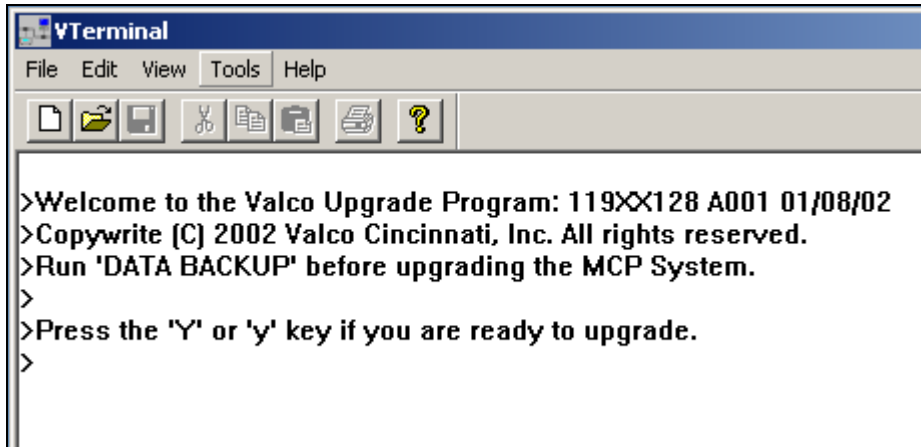 VTerminal
File Edit View Tools Help
>Welcome to the Valco Upgrade Program: 119XX128 A001 01/08/02
>Copywrite (C) 2002 Valco Cincinnati, Inc. All rights reserved.
>Run 'DATA BACKUP' before upgrading the MCP System.
>
>Press the 'Y' or 'y' key if you are ready to upgrade.
>